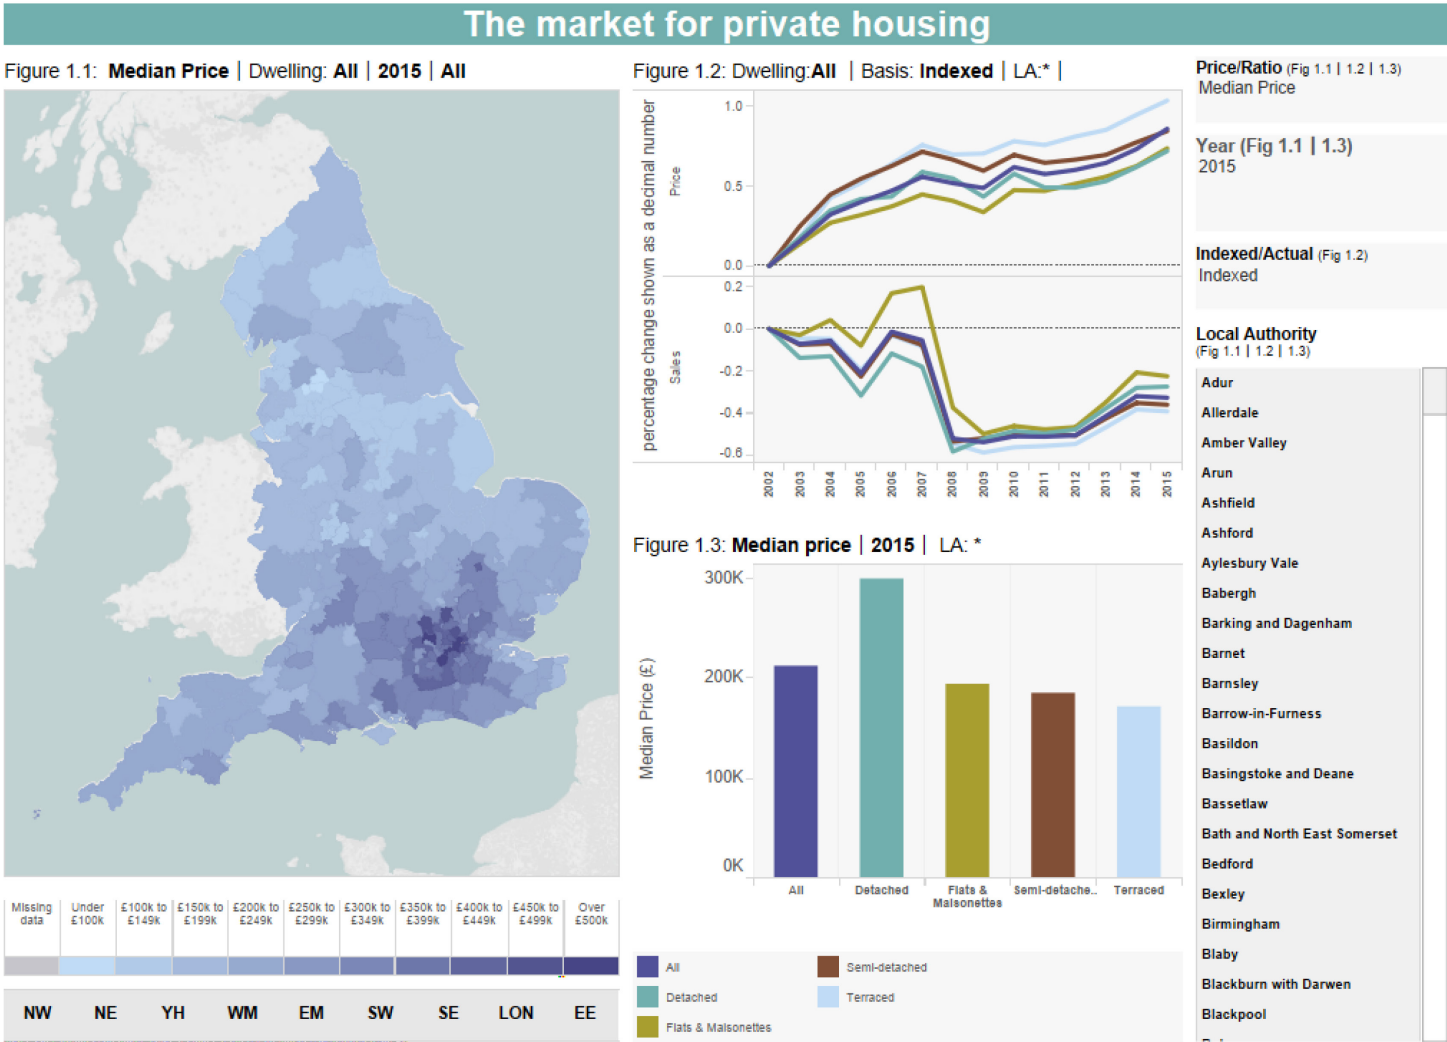 The market for private housing
Figure 1.1: Median Price | Dwelling: All | 2015 | All
Missing data
Under £100k
£100k to £149k
£150k to £199k
£200k to £249k
£250k to £299k
£300k to £349k
£350k to £399k
£400k to £449k
£450k to £499k
Over £500k
NW NE YH WM EM SW SE LON EE
Figure 1.2: Dwelling:All | Basis: Indexed | LA:* |
percentage change shown as a decimal number
Price
1.0
0.5
0.0
Sales
0.2
0.0
-0.2
-0.4
-0.6
2002 2003 2004 2005 2006 2007 2008 2009 2010 2011 2012 2013 2014 2015
Figure 1.3: Median price | 2015 | LA: *
Median Price (£)
300K
200K
100K
0K
All
Detached
Flats &
Maisonettes
Semi-detache..
Terraced
All
Detached
Flats & Maisonettes
Semi-detached
Terraced
Price/Ratio (Fig 1.1 | 1.2 | 1.3)
Median Price
Year (Fig 1.1 | 1.3)
2015
Indexed/Actual (Fig 1.2)
Indexed
Local Authority
(Fig 1.1 | 1.2 | 1.3)
Adur
Allerdale
Amber Valley
Arun
Ashfield
Ashford
Aylesbury Vale
Babergh
Barking and Dagenham
Barnet
Barnsley
Barrow-in-Furness
Basildon
Basingstoke and Deane
Bassetlaw
Bath and North East Somerset
Bedford
Bexley
Birmingham
Blaby
Blackburn with Darwen
Blackpool